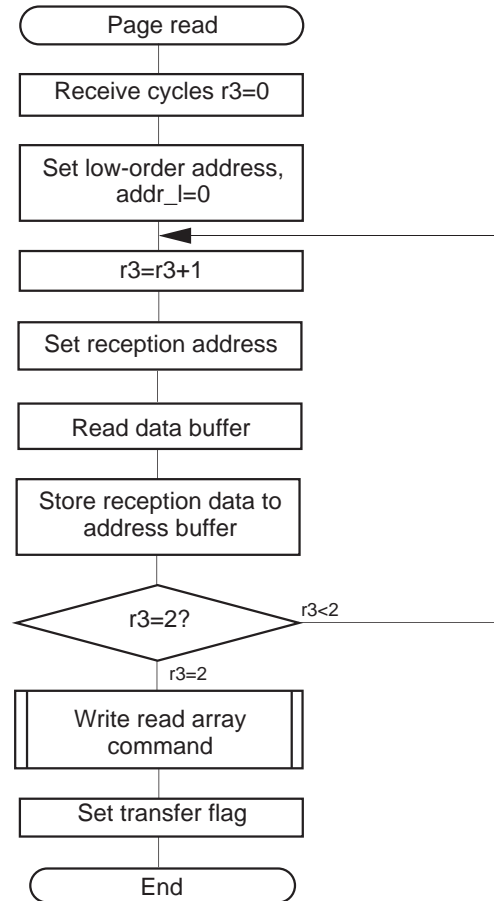 Page read
Receive cycles r3=0
Set low-order address,
addr_l=0
r3=r3+1
Set reception address
Read data buffer
Store reception data to
address buffer
r3=2?
r3<2
r3=2
Write read array
command
Set transfer flag
End